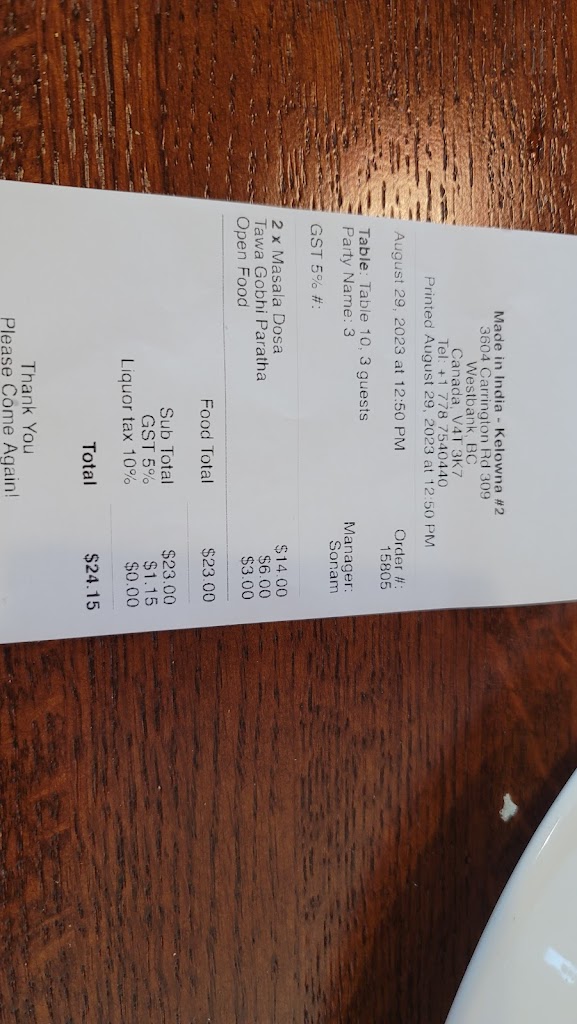 Made in India - Kelowna #2
3604 Carrington Rd 309
Westbank, BC
Canada, V4T 3K7
Tel: +1 778 7540440
Printed August 29, 2023 at 12:50 PM
August 29, 2023 at 12:50 PM Order #: 15805
Table: Table 10, 3 guests
Party Name: 3 Manager: Sonam
GST 5% #:
2 x Masala Dosa $14.00
Tawa Gobhi Paratha $6.00
Open Food $3.00
Food Total $23.00
Sub Total $23.00
GST 5% $1.15
Liquor tax 10% $0.00
Total $24.15
Thank You
Please Come Again!